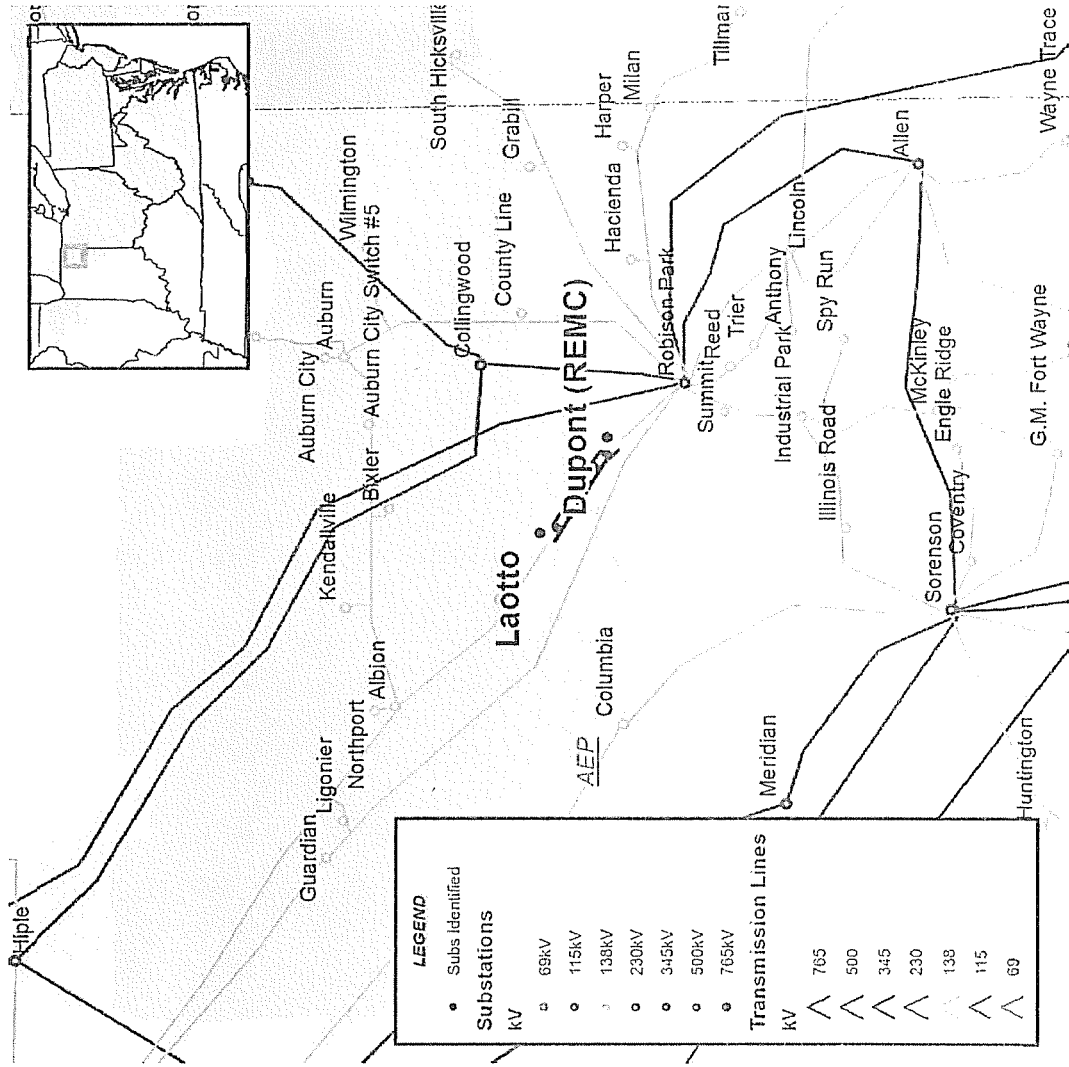 South Hicksville
Grabill
Harper
Milan
Tillman
Wayne Trace
Wilmington
Auburn City Switch #5
Auburn
Auburn City
County Line
Collingwood
Hacienda
Allen
Lincoln
Robison Park
Dupont (REMC)
Bixler
Kendallville
Summit
Reed
Trier
Anthony
Spy Run
Industrial Park
Illinois Road
McKinley
Engle Ridge
G.M. Fort Wayne
Laotto
Albion
Northport
Ligonier
Guardian
Columbia
AEP
Sorenson
Coventry
Meridian
Huntington
Hiple
LEGEND
Subs Identified
Substations
kV
69kV
115kV
138kV
230kV
345kV
500kV
765kV
Transmission Lines
kV
765
500
345
230
138
115
69